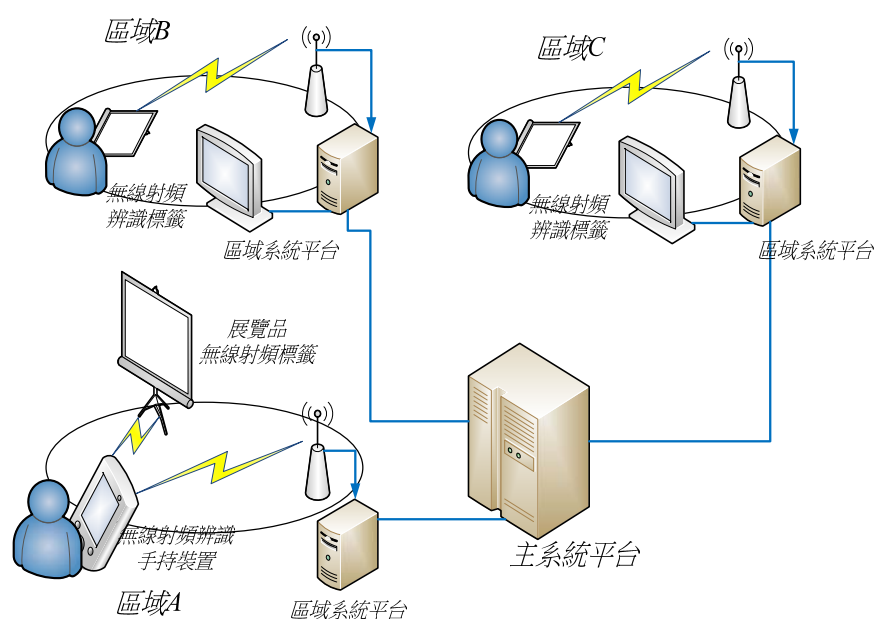 區域B
區域C
無線射頻
辨識標籤
區域系統平台
無線射頻
辨識標籤
區域系統平台
展覽品
無線射頻標籤
無線射頻辨識
手持裝置
區域A
區域系統平台
主系統平台